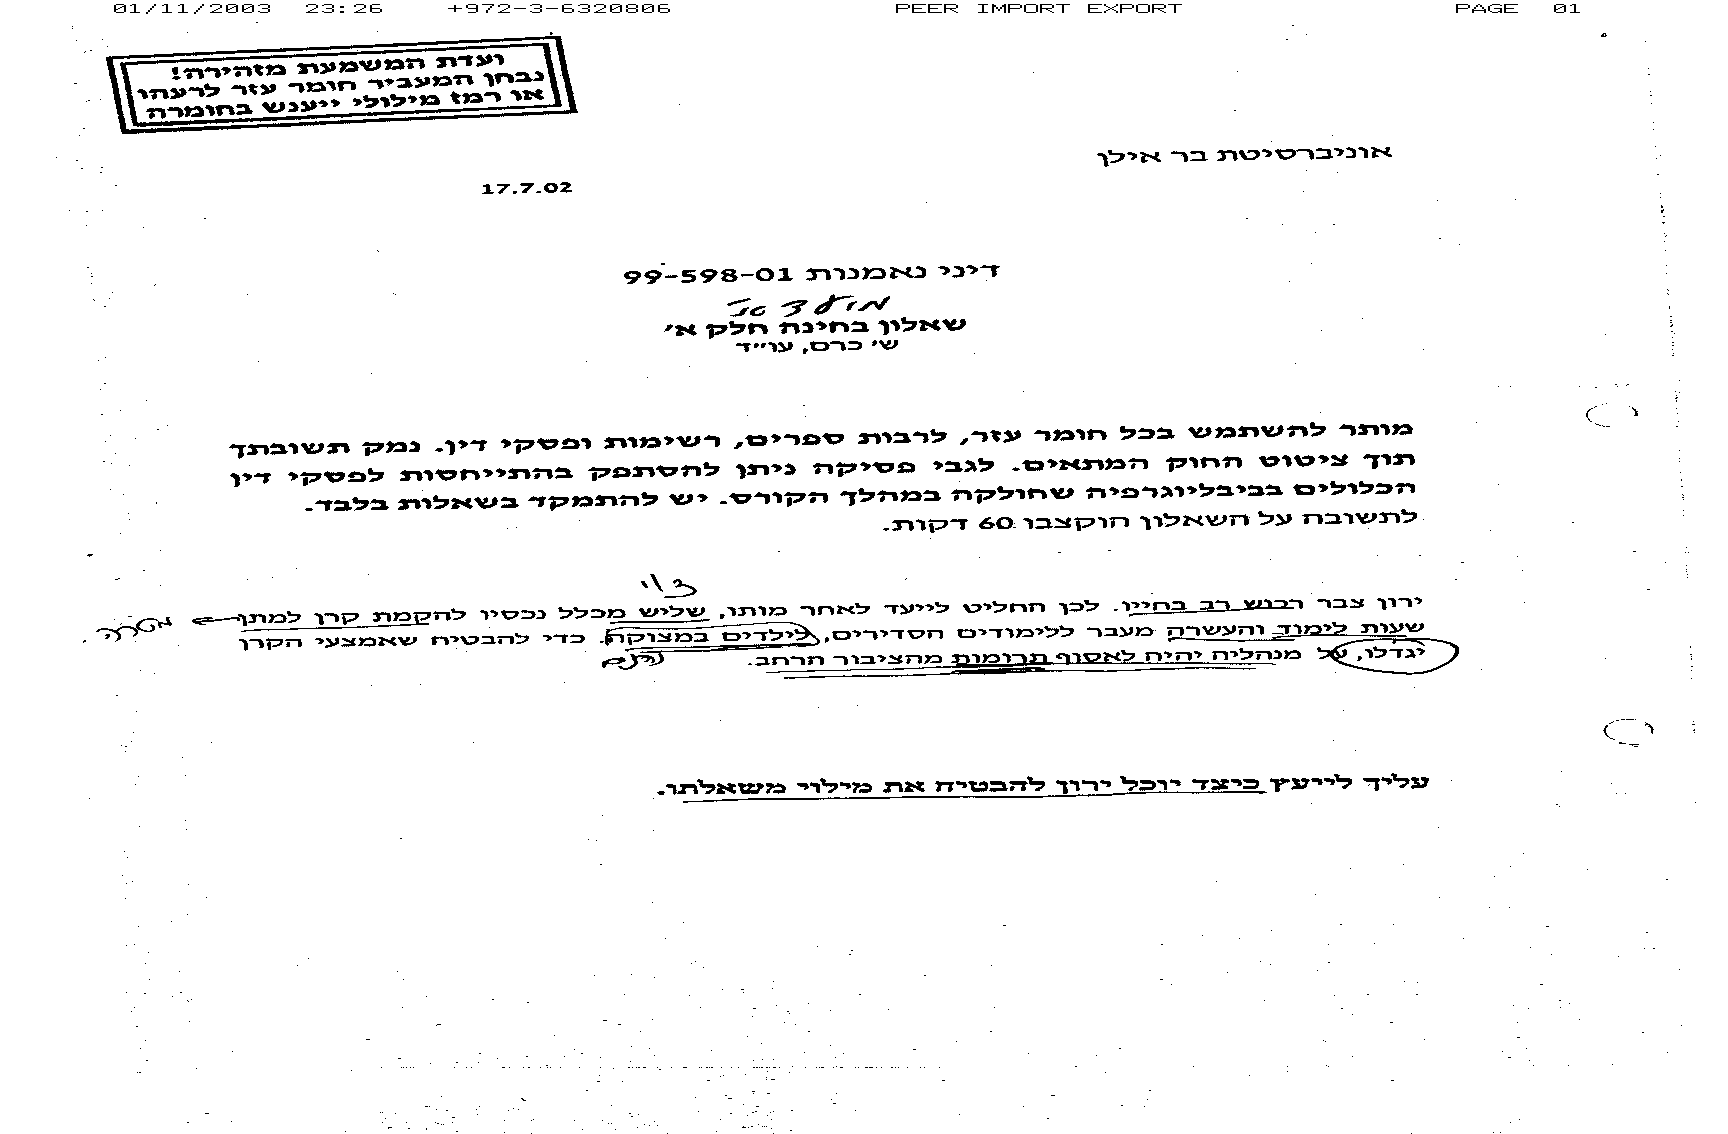 01/11/2003 23:26 +972-3-6320806 PEER IMPORT EXPORT PAGE 01
ועדת המשמעת מזהירה!
נבחן המעביר חומר עזר לרעהו
או רמז מילולי ייענש בחומרה
אוניברסיטת בר אילן
17.7.02
דיני נאמנות 99-598-01
מועד
שאלון בחינה חלק א'
ש' כרם, עו"ד
מותר להשתמש בכל חומר עזר, לרבות ספרים, רשימות ופסקי דין. נמק תשובתך
תוך ציטוט החוק המתאים. לגבי פסיקה ניתן להסתפק בהתייחסות לפסקי דין
הכלולים בביבליוגרפיה שחולקה במהלך הקורס. יש להתמקד בשאלות בלבד.
לתשובה על השאלון הוקצבו 60 דקות.
ירון צבר רכוש רב בחייו. לכן החליט לייעד לאחר מותו, שליש מכלל נכסיו להקמת קרן למתן
מטרה
שעות לימוד והעשרה מעבר ללימודים הסדירים, לילדים במצוקה. כדי להבטיח שאמצעי הקרן
יגדלו, על מנהליה יהיה לאסוף תרומות מהציבור הרחב.
עליך לייעץ כיצד יוכל ירון להבטיח את מילוי משאלתו.